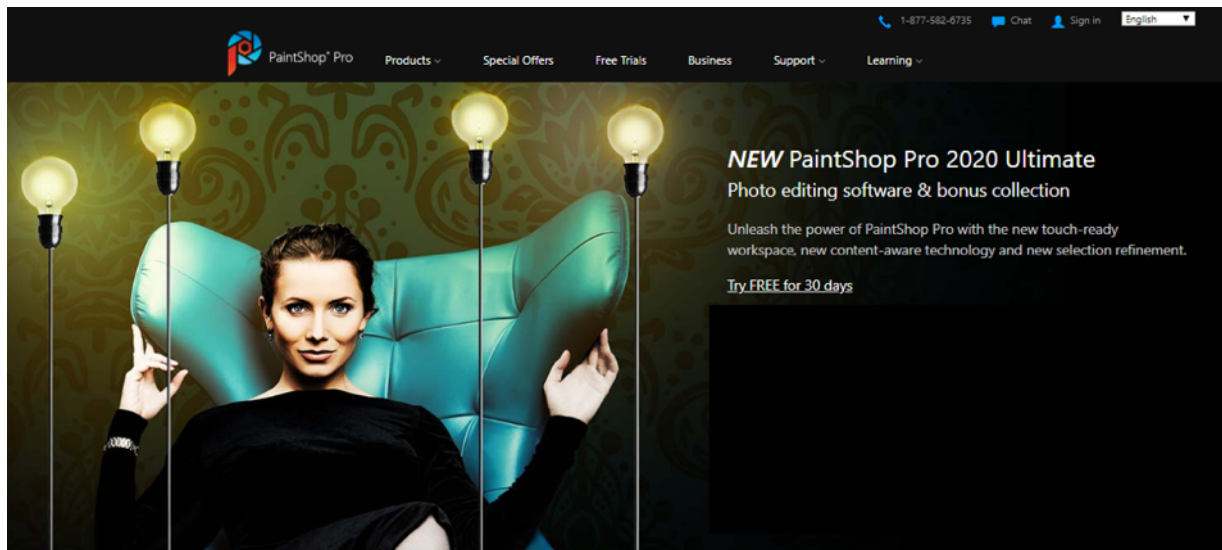 1-877-582-6735 Chat Sign in English
PaintShop® Pro Products Special Offers Free Trials Business Support Learning
NEW PaintShop Pro 2020 Ultimate
Photo editing software & bonus collection
Unleash the power of PaintShop Pro with the new touch-ready
workspace, new content-aware technology and new selection refinement.
Try FREE for 30 days